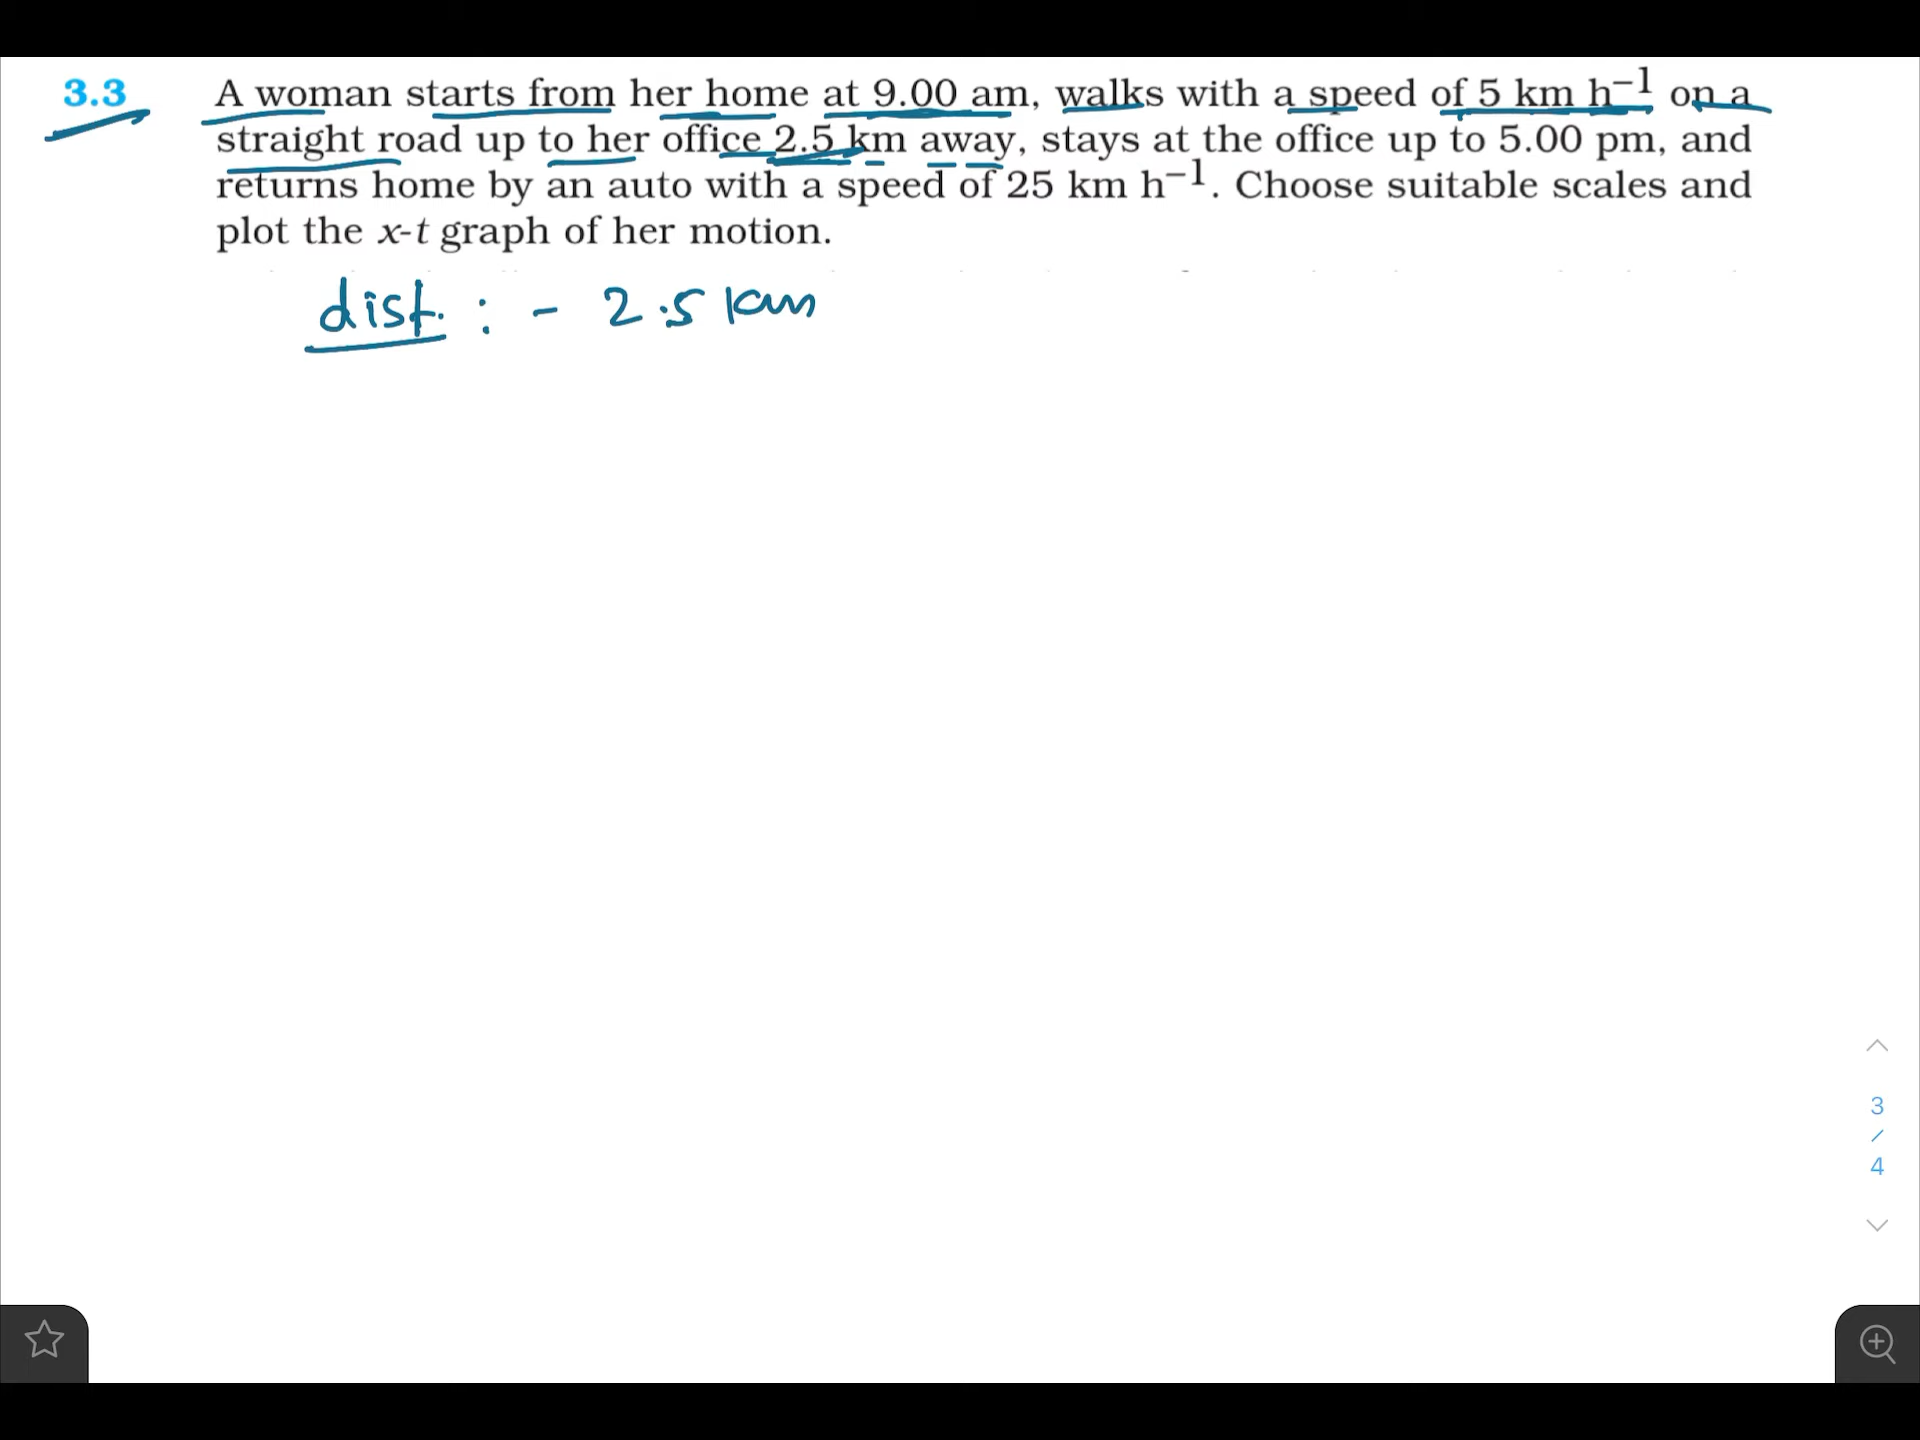 3.3 A woman starts from her home at 9.00 am, walks with a speed of 5 km h⁻¹ on a
straight road up to her office 2.5 km away, stays at the office up to 5.00 pm, and
returns home by an auto with a speed of 25 km h⁻¹. Choose suitable scales and
plot the x-t graph of her motion.
dist. : - 2.5 km
3
/
4